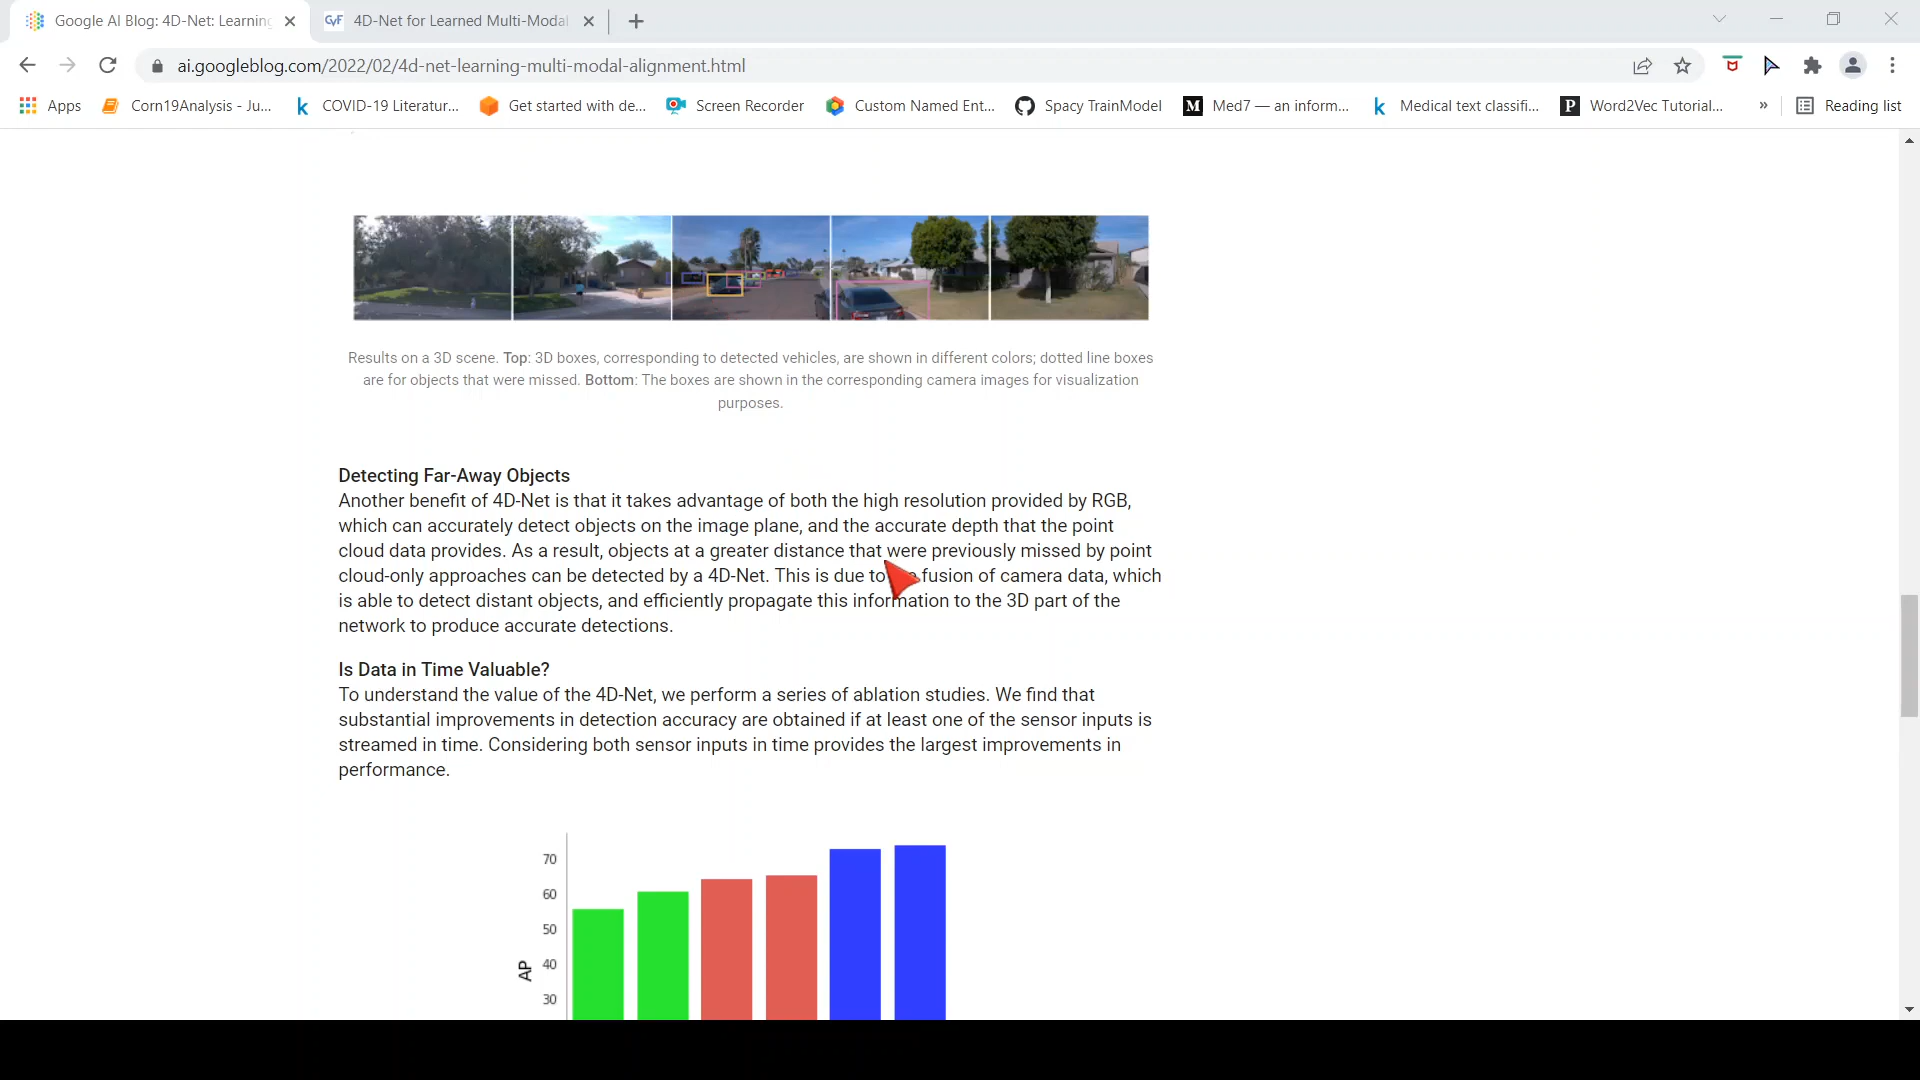 Google AI Blog: 4D-Net: Learning
4D-Net for Learned Multi-Modal
ai.googleblog.com/2022/02/4d-net-learning-multi-modal-alignment.html
Apps
Corn19Analysis - Ju...
COVID-19 Literatur...
Get started with de...
Screen Recorder
Custom Named Ent...
Spacy TrainModel
Med7 — an inform...
Medical text classifi...
Word2Vec Tutorial...
»
Reading list
Results on a 3D scene. Top: 3D boxes, corresponding to detected vehicles, are shown in different colors; dotted line boxes
are for objects that were missed. Bottom: The boxes are shown in the corresponding camera images for visualization
purposes.
Detecting Far-Away Objects
Another benefit of 4D-Net is that it takes advantage of both the high resolution provided by RGB,
which can accurately detect objects on the image plane, and the accurate depth that the point
cloud data provides. As a result, objects at a greater distance that were previously missed by point
cloud-only approaches can be detected by a 4D-Net. This is due to fusion of camera data, which
is able to detect distant objects, and efficiently propagate this information to the 3D part of the
network to produce accurate detections.
Is Data in Time Valuable?
To understand the value of the 4D-Net, we perform a series of ablation studies. We find that
substantial improvements in detection accuracy are obtained if at least one of the sensor inputs is
streamed in time. Considering both sensor inputs in time provides the largest improvements in
performance.
70
60
50
40
30
AP